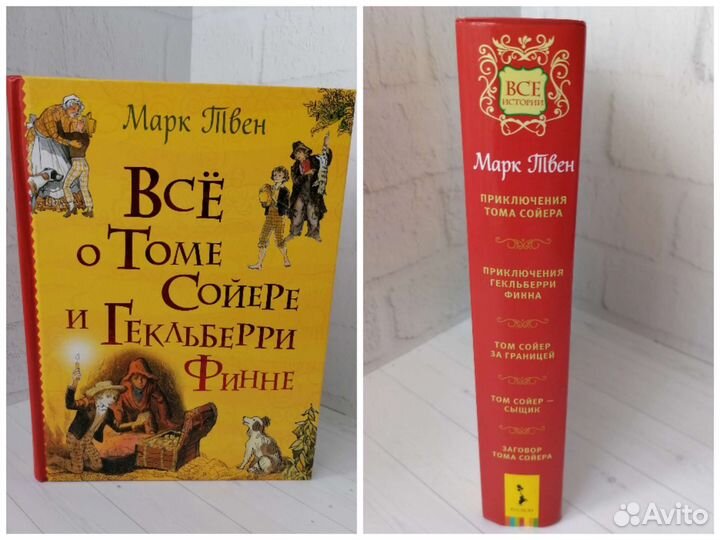 Марк Твен
Всё
о Томе
Сойере
и Гекльберри
Финне
ВСЕ
ИСТОРИИ
Марк Твен
ПРИКЛЮЧЕНИЯ
ТОМА СОЙЕРА
ПРИКЛЮЧЕНИЯ
ГЕКЛЬБЕРРИ
ФИННА
ТОМ СОЙЕР
ЗА ГРАНИЦЕЙ
ТОМ СОЙЕР —
СЫЩИК
ЗАГОВОР
ТОМА СОЙЕРА
РОСМЭН
Avito